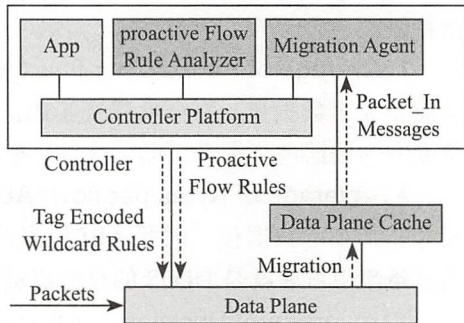 App
proactive Flow
Rule Analyzer
Migration Agent
Controller Platform
Packet_In
Messages
Controller
Proactive
Flow Rules
Tag Encoded
Wildcard Rules
Data Plane Cache
Migration
Packets
Data Plane